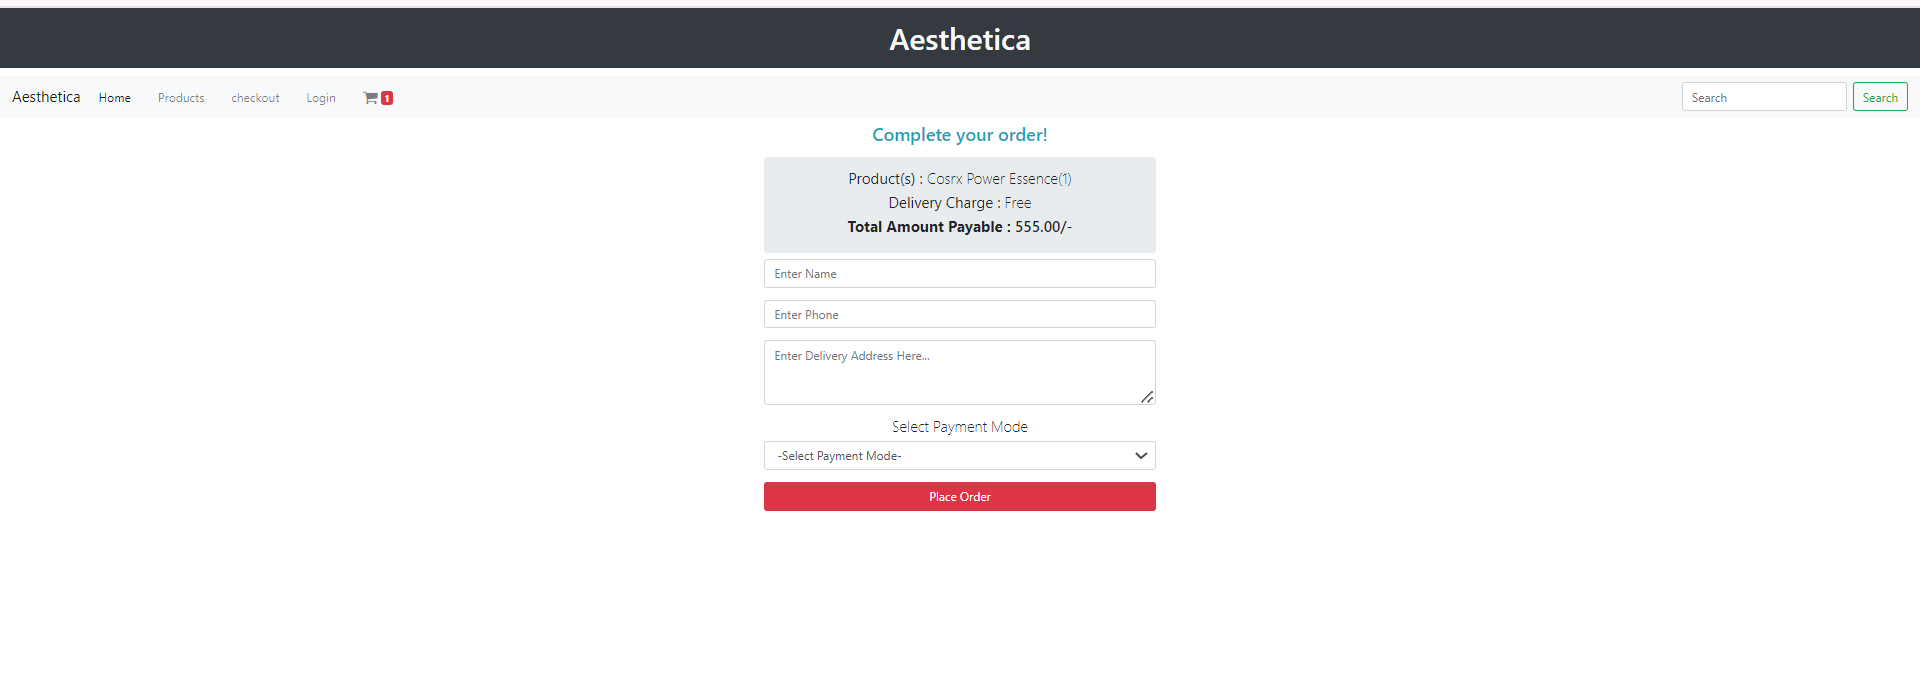 Aesthetica
Aesthetica Home Products checkout Login 1 Search Search
Complete your order!
Product(s) : Cosrx Power Essence(1)
Delivery Charge : Free
Total Amount Payable : 555.00/-
Enter Name
Enter Phone
Enter Delivery Address Here...
Select Payment Mode
-Select Payment Mode-
Place Order